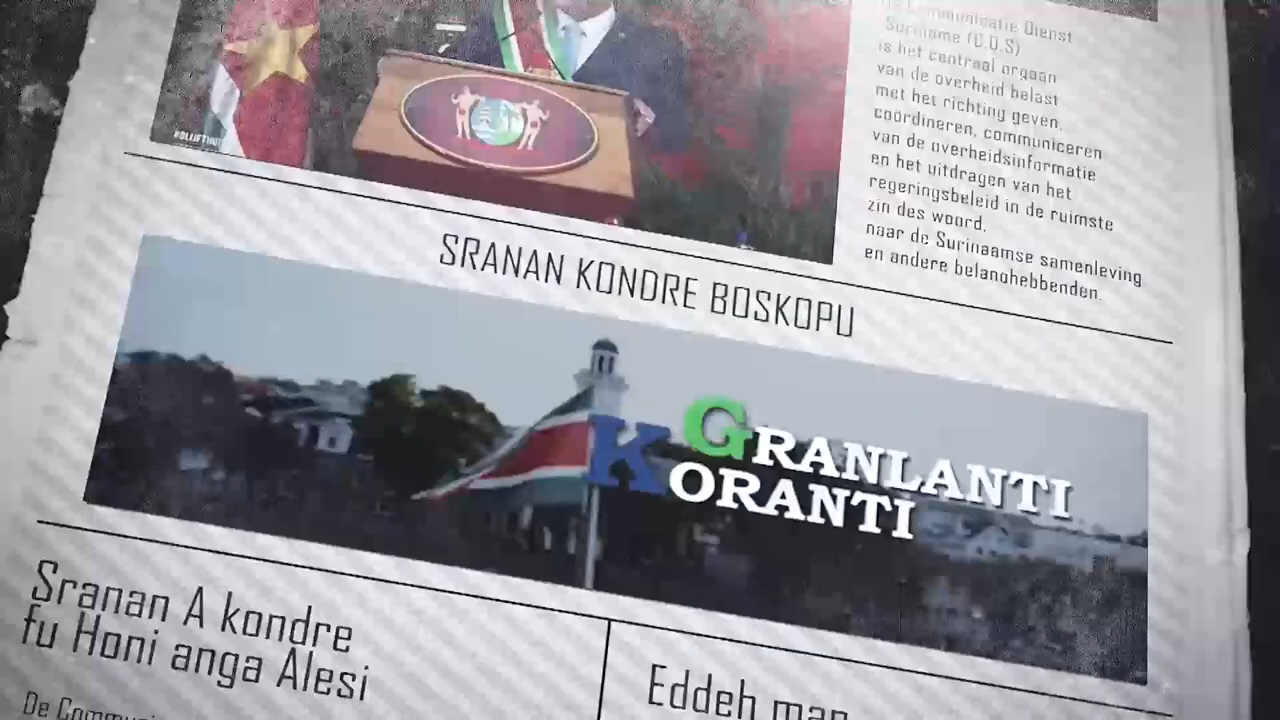 Communicatie Dienst
Suriname (C.D.S)
is het centraal orgaan
van de overheid belast
met het richting geven,
coördineren, communiceren
van de overheidsinformatie
en het uitdragen van het
regeringsbeleid in de ruimste
zin des woord.
naar de Surinaamse samenleving
en andere belanghebbenden.
SRANAN KONDRE BOSKOPU
GRANLANTI
KORANTI
Sranan A kondre
fu Honi anga Alesi
Eddeh man
De